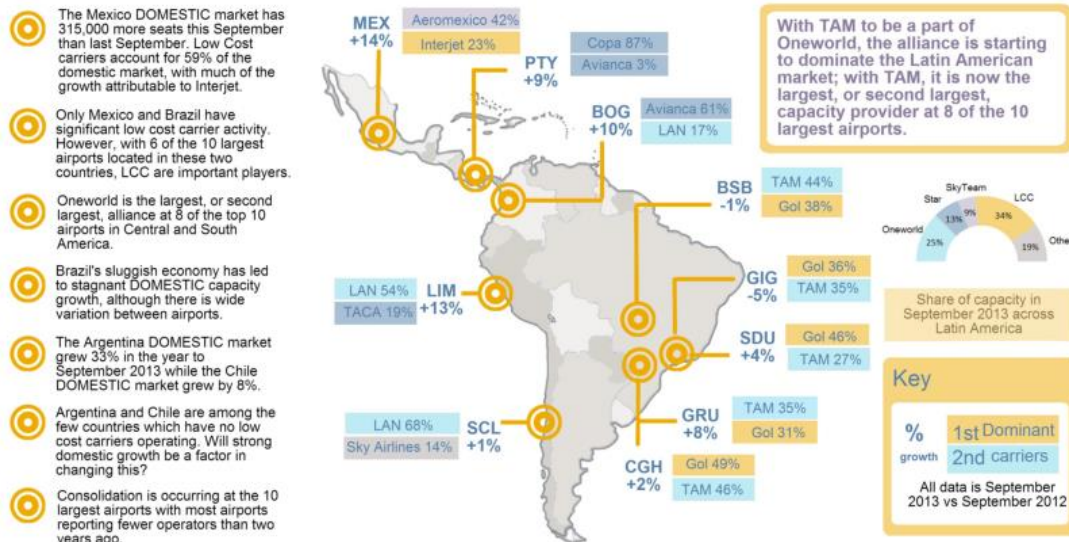 The Mexico DOMESTIC market has
315,000 more seats this September
than last September. Low Cost
carriers account for 59% of the
domestic market, with much of the
growth attributable to Interjet.
Only Mexico and Brazil have
significant low cost carrier activity.
However, with 6 of the 10 largest
airports located in these two
countries, LCC are important players.
Oneworld is the largest, or second
largest, alliance at 8 of the top 10
airports in Central and South
America.
Brazil's sluggish economy has led
to stagnant DOMESTIC capacity
growth, although there is wide
variation between airports.
The Argentina DOMESTIC market
grew 33% in the year to
September 2013 while the Chile
DOMESTIC market grew by 8%.
Argentina and Chile are among the
few countries which have no low
cost carriers operating. Will strong
domestic growth be a factor in
changing this?
Consolidation is occurring at the 10
largest airports with most airports
reporting fewer operators than two
years ago.
MEX
+14%
Aeromexico 42%
Interjet 23%
PTY
+9%
Copa 87%
Avianca 3%
BOG
+10%
Avianca 61%
LAN 17%
BSB
-1%
TAM 44%
Gol 38%
GIG
-5%
Gol 36%
TAM 35%
SDU
+4%
Gol 46%
TAM 27%
GRU
+8%
TAM 35%
Gol 31%
CGH
+2%
Gol 49%
TAM 46%
LAN 54%
TACA 19%
LIM
+13%
LAN 68%
Sky Airlines 14%
SCL
+1%
With TAM to be a part of
Oneworld, the alliance is starting
to dominate the Latin American
market; with TAM, it is now the
largest, or second largest,
capacity provider at 8 of the 10
largest airports.
Oneworld
25%
Star
13%
SkyTeam
9%
LCC
34%
Othe
19%
Share of capacity in
September 2013 across
Latin America
Key
%
growth
1st Dominant
2nd carriers
All data is September
2013 vs September 2012